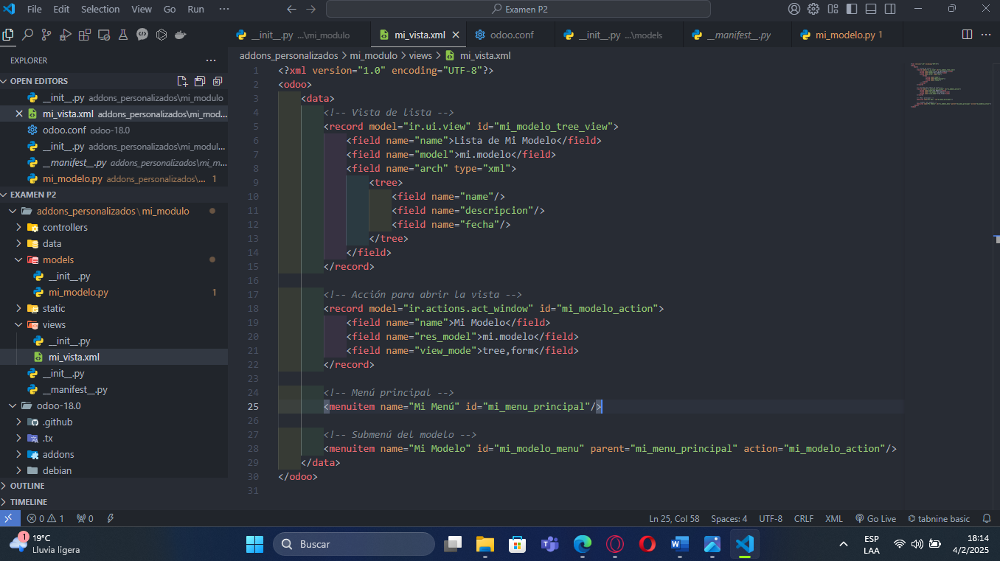 File Edit Selection View Go Run ··· Examen P2
__init__.py ...\mi_modulo mi_vista.xml odoo.conf __init__.py ...\models __manifest__.py mi_modelo.py 1
EXPLORER
OPEN EDITORS
__init__.py addons_personalizados\mi_modulo
mi_vista.xml addons_personalizados\mi_mod...
odoo.conf odoo-18.0
__init__.py addons_personalizados\mi_modul...
__manifest__.py addons_personalizados\mi_m...
mi_modelo.py addons_personalizados\... 1
EXAMEN P2
addons_personalizados\mi_modulo
controllers
data
models
__init__.py
mi_modelo.py 1
static
views
__init__.py
mi_vista.xml
__init__.py
__manifest__.py
odoo-18.0
.github
.tx
addons
debian
OUTLINE
TIMELINE
addons_personalizados > mi_modulo > views > mi_vista.xml
1 <?xml version="1.0" encoding="UTF-8"?>
2 <odoo>
3 <data>
4 <!-- Vista de lista -->
5 <record model="ir.ui.view" id="mi_modelo_tree_view">
6 <field name="name">Lista de Mi Modelo</field>
7 <field name="model">mi.modelo</field>
8 <field name="arch" type="xml">
9 <tree>
10 <field name="name"/>
11 <field name="descripcion"/>
12 <field name="fecha"/>
13 </tree>
14 </field>
15 </record>
16
17 <!-- Acción para abrir la vista -->
18 <record model="ir.actions.act_window" id="mi_modelo_action">
19 <field name="name">Mi Modelo</field>
20 <field name="res_model">mi.modelo</field>
21 <field name="view_mode">tree,form</field>
22 </record>
23
24 <!-- Menú principal -->
25 <menuitem name="Mi Menú" id="mi_menu_principal"/>
26
27 <!-- Submenú del modelo -->
28 <menuitem name="Mi Modelo" id="mi_modelo_menu" parent="mi_menu_principal" action="mi_modelo_action"/>
29 </data>
30 </odoo>
31
0 1 0 Ln 25, Col 58 Spaces: 4 UTF-8 CRLF XML Go Live tabnine basic
1 19°C
Lluvia ligera
Buscar
ESP
LAA
18:14
4/2/2025